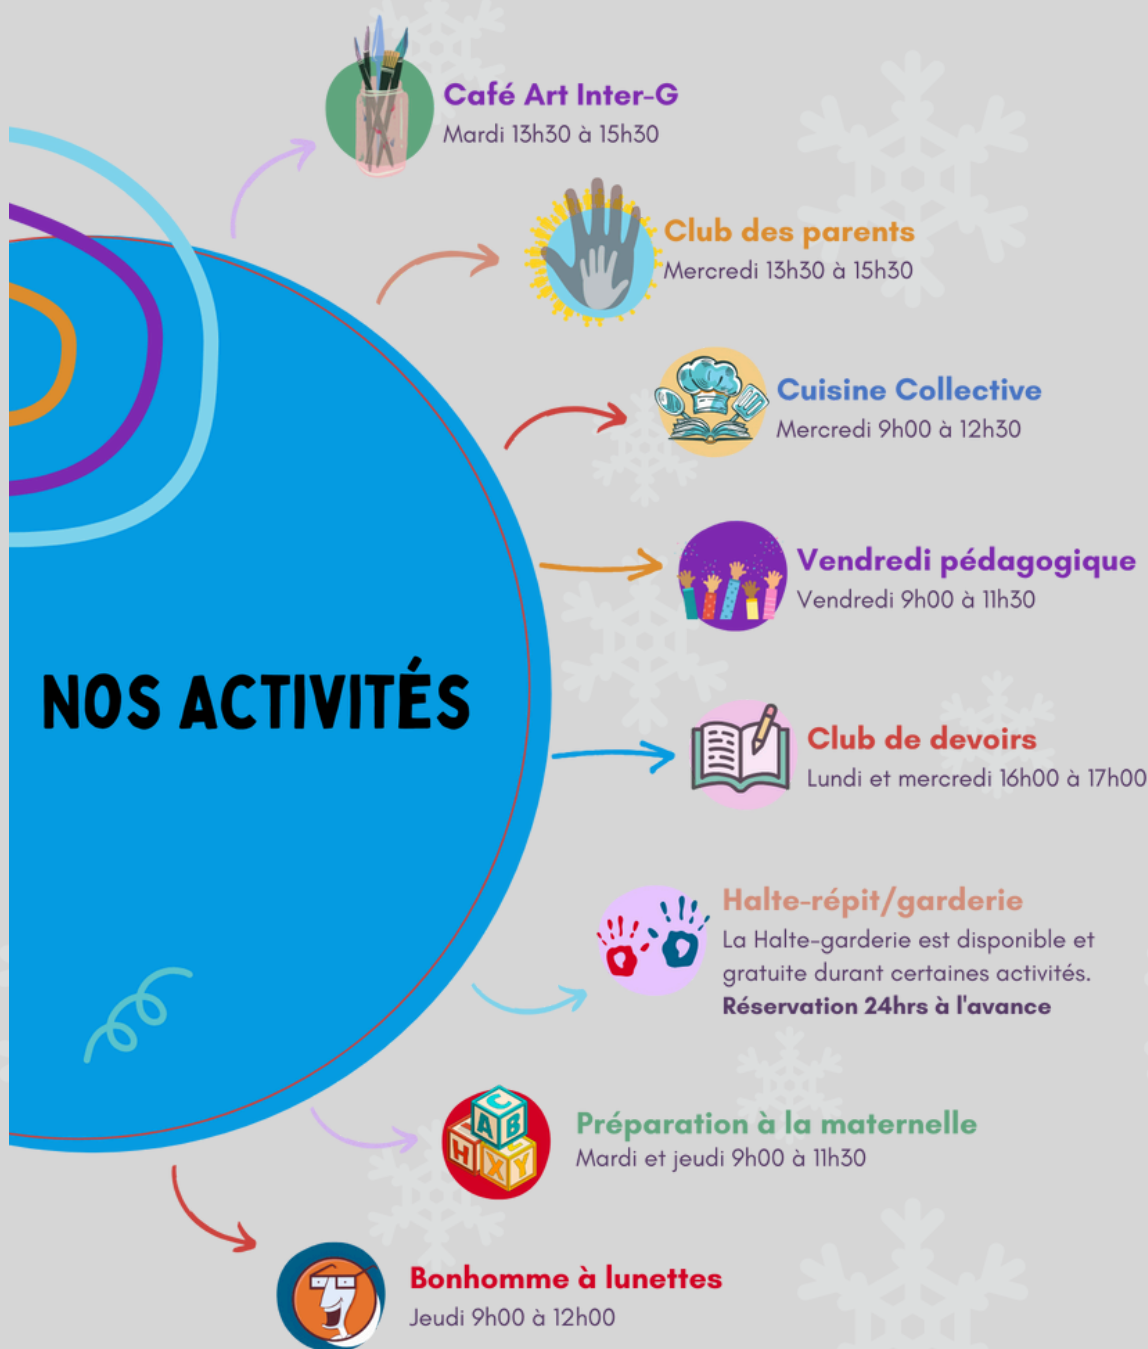 Café Art Inter-G
Mardi 13h30 à 15h30
Club des parents
Mercredi 13h30 à 15h30
Cuisine Collective
Mercredi 9h00 à 12h30
Vendredi pédagogique
Vendredi 9h00 à 11h30
NOS ACTIVITÉS
Club de devoirs
Lundi et mercredi 16h00 à 17h00
Halte-répit/garderie
La Halte-garderie est disponible et
gratuite durant certaines activités.
Réservation 24hrs à l'avance
C
A B
H X Y
Préparation à la maternelle
Mardi et jeudi 9h00 à 11h30
Bonhomme à lunettes
Jeudi 9h00 à 12h00